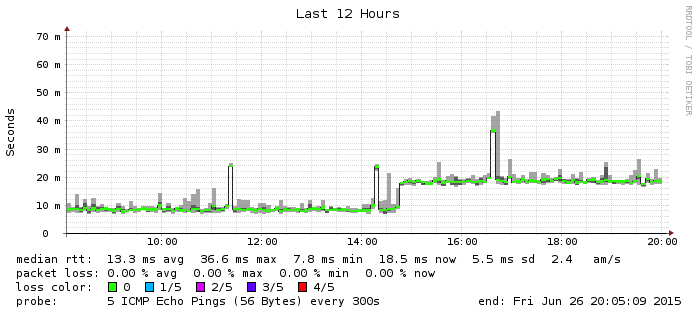 Last 12 Hours
RRDTOOL / TOBI OETIKER
Seconds
70 m
60 m
50 m
40 m
30 m
20 m
10 m
0
10:00 12:00 14:00 16:00 18:00 20:00
median rtt: 13.3 ms avg 36.6 ms max 7.8 ms min 18.5 ms now 5.5 ms sd 2.4 am/s
packet loss: 0.00 % avg 0.00 % max 0.00 % min 0.00 % now
loss color: 0 1/5 2/5 3/5 4/5
probe: 5 ICMP Echo Pings (56 Bytes) every 300s end: Fri Jun 26 20:05:09 2015